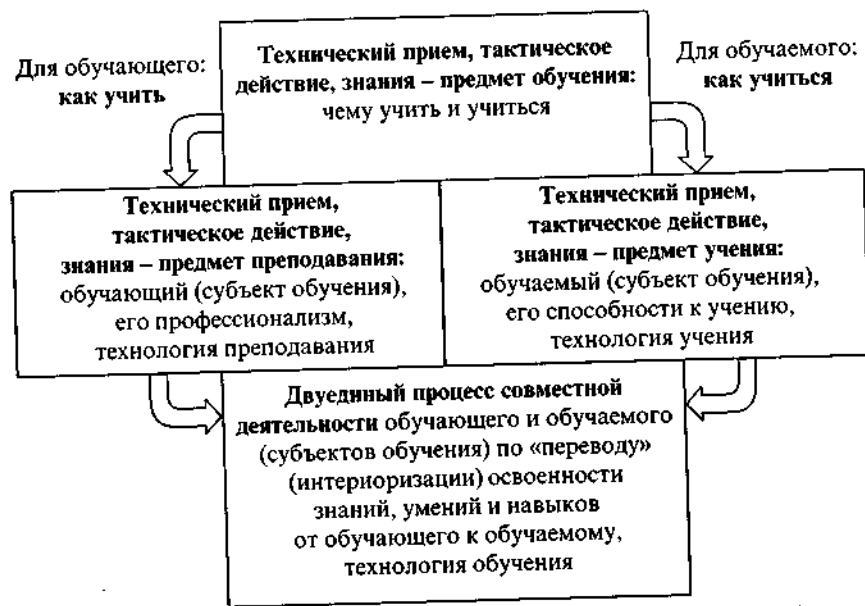 Для обучающего:
как учить
Технический прием, тактическое
действие, знания – предмет обучения:
чему учить и учиться
Для обучаемого:
как учиться
Технический прием,
тактическое действие,
знания – предмет преподавания:
обучающий (субъект обучения),
его профессионализм,
технология преподавания
Технический прием,
тактическое действие,
знания – предмет учения:
обучаемый (субъект обучения),
его способности к учению,
технология учения
Двуединый процесс совместной
деятельности обучающего и обучаемого
(субъектов обучения) по «переводу»
(интериоризации) освоенности
знаний, умений и навыков
от обучающего к обучаемому,
технология обучения